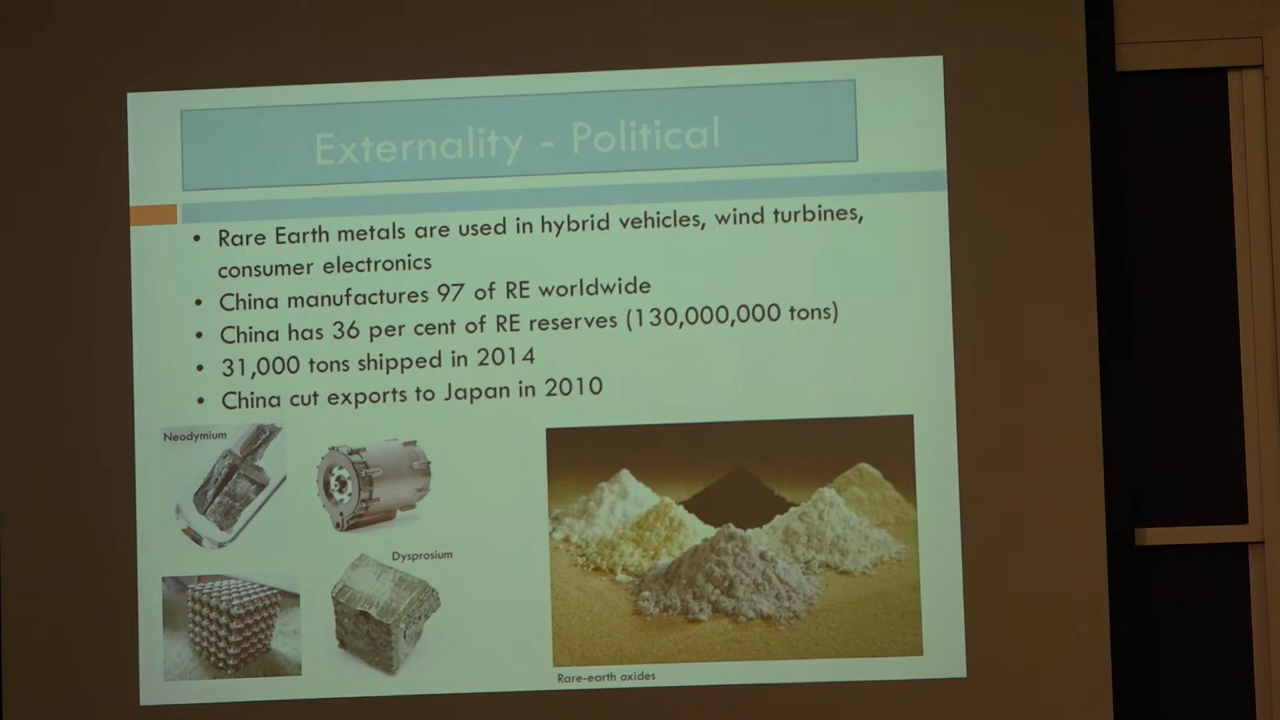 Externality - Political
• Rare Earth metals are used in hybrid vehicles, wind turbines,
consumer electronics
• China manufactures 97 of RE worldwide
• China has 36 per cent of RE reserves (130,000,000 tons)
• 31,000 tons shipped in 2014
• China cut exports to Japan in 2010
Neodymium
Dysprosium
Rare-earth oxides